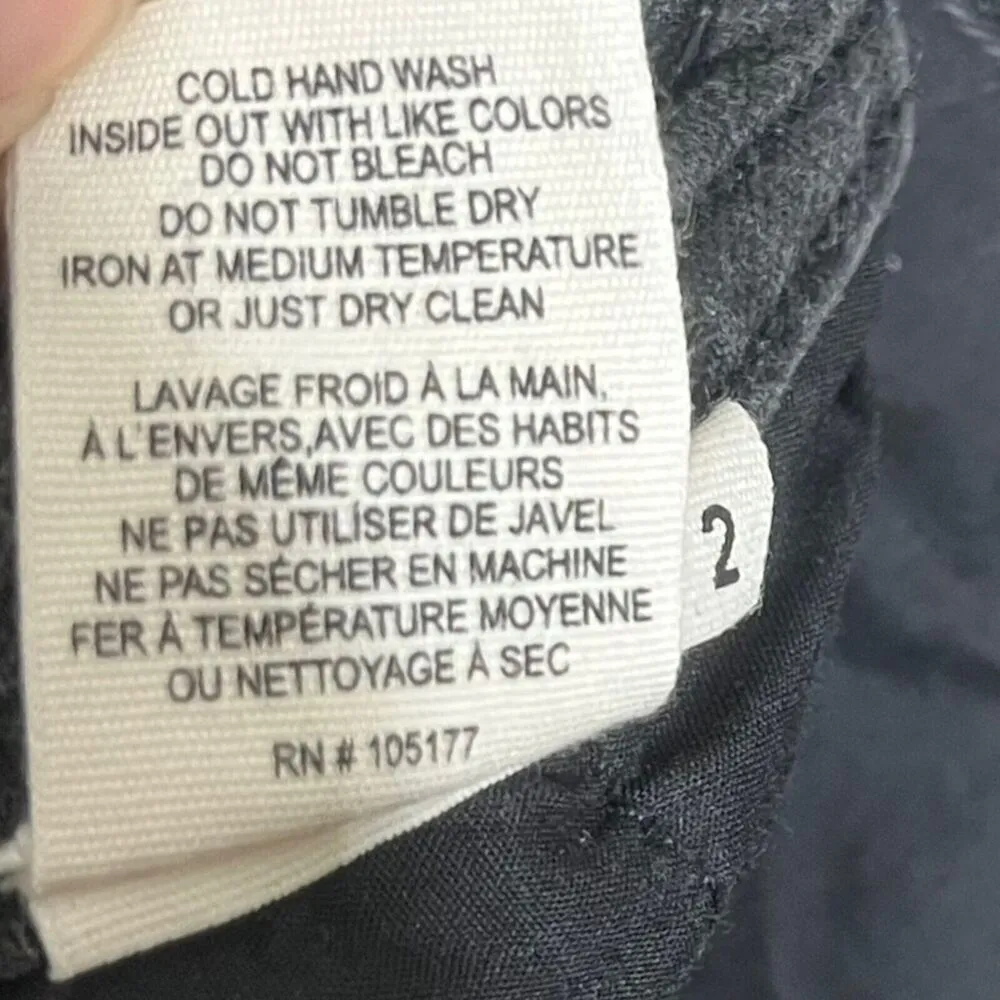 COLD HAND WASH
INSIDE OUT WITH LIKE COLORS
DO NOT BLEACH
DO NOT TUMBLE DRY
IRON AT MEDIUM TEMPERATURE
OR JUST DRY CLEAN
LAVAGE FROID À LA MAIN,
À L'ENVERS,AVEC DES HABITS
DE MÊME COULEURS
NE PAS UTILÍSER DE JAVEL
NE PAS SÉCHER EN MACHINE
FER À TEMPÉRATURE MOYENNE
OU NETTOYAGE À SEC
RN # 105177
2